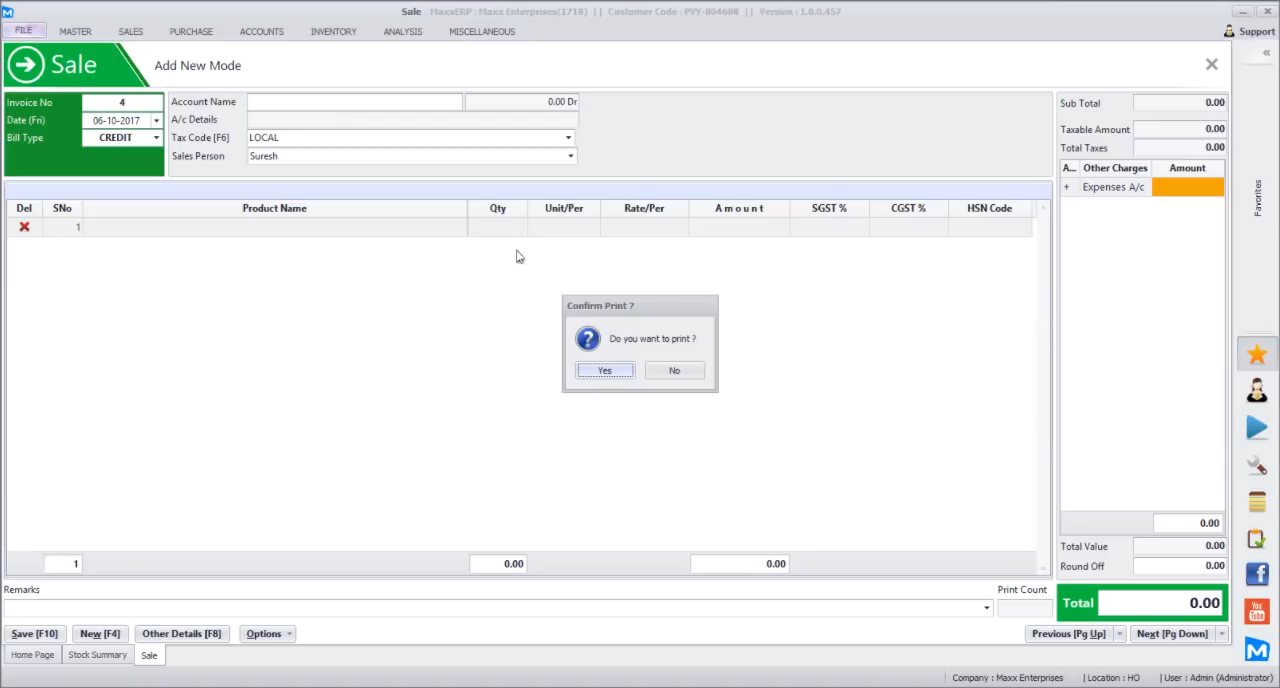 Sale MaxxERP : Maxx Enterprises(1718) || Customer Code : PVY-80468R || Version : 1.0.0.457
FILE MASTER SALES PURCHASE ACCOUNTS INVENTORY ANALYSIS MISCELLANEOUS Support
Sale Add New Mode
Invoice No 4 Account Name 0.00 Dr Sub Total 0.00
Date (Fri) 06-10-2017 A/c Details Taxable Amount 0.00
Bill Type CREDIT Tax Code [F6] LOCAL Total Taxes 0.00
Sales Person Suresh
A... Other Charges Amount
+ Expenses A/c
Favorites
Del SNo Product Name Qty Unit/Per Rate/Per A m o u n t SGST % CGST % HSN Code
1
Confirm Print ?
Do you want to print ?
Yes No
0.00
Total Value 0.00
1 0.00 0.00 Round Off 0.00
Remarks Print Count
Total 0.00
Save [F10] New [F4] Other Details [F8] Options Previous [Pg Up] Next [Pg Down]
Home Page Stock Summary Sale
You
Tube
Company : Maxx Enterprises | Location : HO | User : Admin (Administrator)